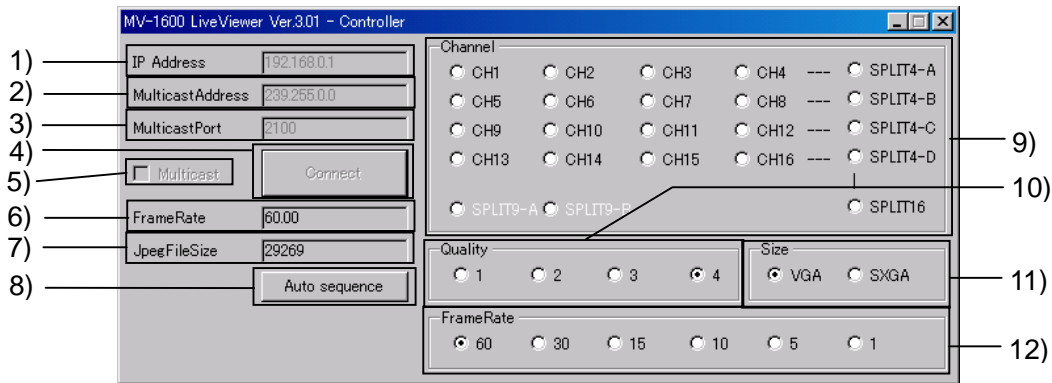 MV-1600 LiveViewer Ver.3.01 - Controller
1)
IP Address 192.168.0.1
2)
MulticastAddress 239.255.0.0
3)
MulticastPort 2100
4)
Connect
5)
Multicast
6)
FrameRate 60.00
7)
JpegFileSize 29269
8)
Auto sequence
Channel
CH1 CH2 CH3 CH4 --- SPLIT4-A
CH5 CH6 CH7 CH8 --- SPLIT4-B
CH9 CH10 CH11 CH12 --- SPLIT4-C
CH13 CH14 CH15 CH16 --- SPLIT4-D
SPLIT9-A SPLIT9-B SPLIT16
9)
10)
Quality
1 2 3 4
Size
VGA SXGA
11)
FrameRate
60 30 15 10 5 1
12)